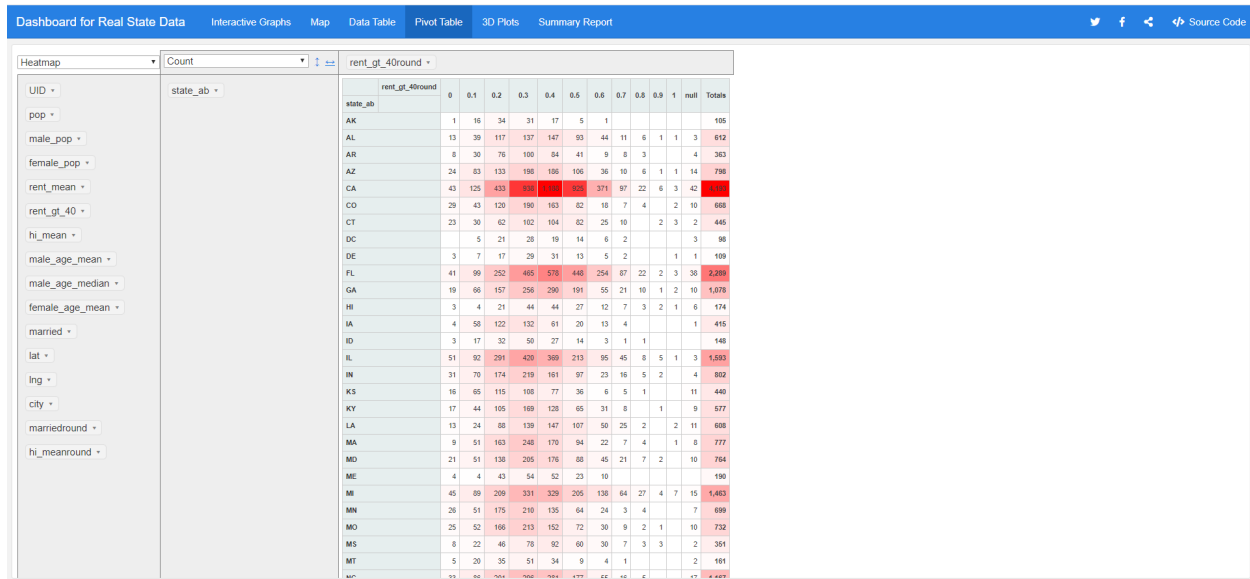 Dashboard for Real State Data Interactive Graphs Map Data Table Pivot Table 3D Plots Summary Report Source Code
Heatmap Count rent_gt_40round
UID state_ab
pop
male_pop
female_pop
rent_mean
rent_gt_40
hi_mean
male_age_mean
male_age_median
female_age_mean
married
lat
lng
city
marriedround
hi_meanround
rent_gt_40round 0 0.1 0.2 0.3 0.4 0.5 0.6 0.7 0.8 0.9 1 null Totals
state_ab
AK 1 16 34 31 17 5 1 105
AL 13 39 117 137 147 93 44 11 6 1 1 3 612
AR 8 30 76 100 84 41 9 8 3 4 363
AZ 24 83 133 198 186 106 36 10 6 1 1 14 798
CA 43 125 433 925 371 97 22 6 3 42
CO 29 43 120 190 163 82 18 7 4 2 10 668
CT 23 30 62 102 104 82 25 10 2 3 2 445
DC 5 21 28 19 14 6 2 3 98
DE 3 7 17 29 31 13 5 2 1 1 109
FL 41 99 252 465 578 448 254 87 22 2 3 38 2,289
GA 19 66 157 256 290 191 55 21 10 1 2 10 1,078
HI 3 4 21 44 44 27 12 7 3 2 1 6 174
IA 4 58 122 132 61 20 13 4 1 415
ID 3 17 32 50 27 14 3 1 1 148
IL 51 92 291 420 369 213 95 45 8 5 1 3 1,593
IN 31 70 174 219 161 97 23 16 5 2 4 802
KS 16 65 115 108 77 36 6 5 1 11 440
KY 17 44 105 169 128 65 31 8 1 9 577
LA 13 24 88 139 147 107 50 25 2 2 11 608
MA 9 51 163 248 170 94 22 7 4 1 8 777
MD 21 51 138 205 176 88 45 21 7 2 10 764
ME 4 4 43 54 52 23 10 190
MI 45 89 209 331 329 205 138 64 27 4 7 15 1,463
MN 26 51 175 210 135 64 24 3 4 7 699
MO 25 52 166 213 152 72 30 9 2 1 10 732
MS 8 22 46 78 92 60 30 7 3 3 2 351
MT 5 20 35 51 34 9 4 1 2 161